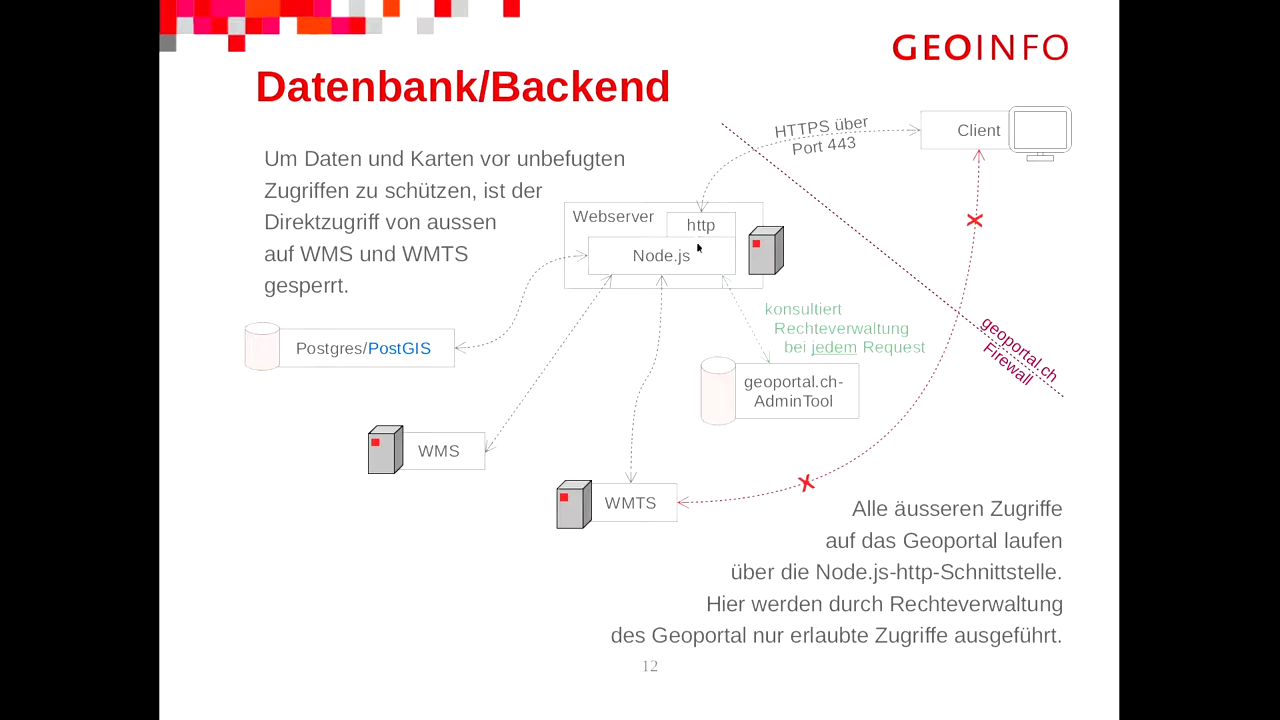 GEOINFO
Datenbank/Backend
HTTPS über
Port 443
Client
Um Daten und Karten vor unbefugten
Zugriffen zu schützen, ist der
Direktzugriff von aussen
auf WMS und WMTS
gesperrt.
Webserver
http
Node.js
X
konsultiert
Rechteverwaltung
bei jedem Request
geoportal.ch
Firewall
Postgres/PostGIS
geoportal.ch-
AdminTool
WMS
X
WMTS
Alle äusseren Zugriffe
auf das Geoportal laufen
über die Node.js-http-Schnittstelle.
Hier werden durch Rechteverwaltung
des Geoportal nur erlaubte Zugriffe ausgeführt.
12